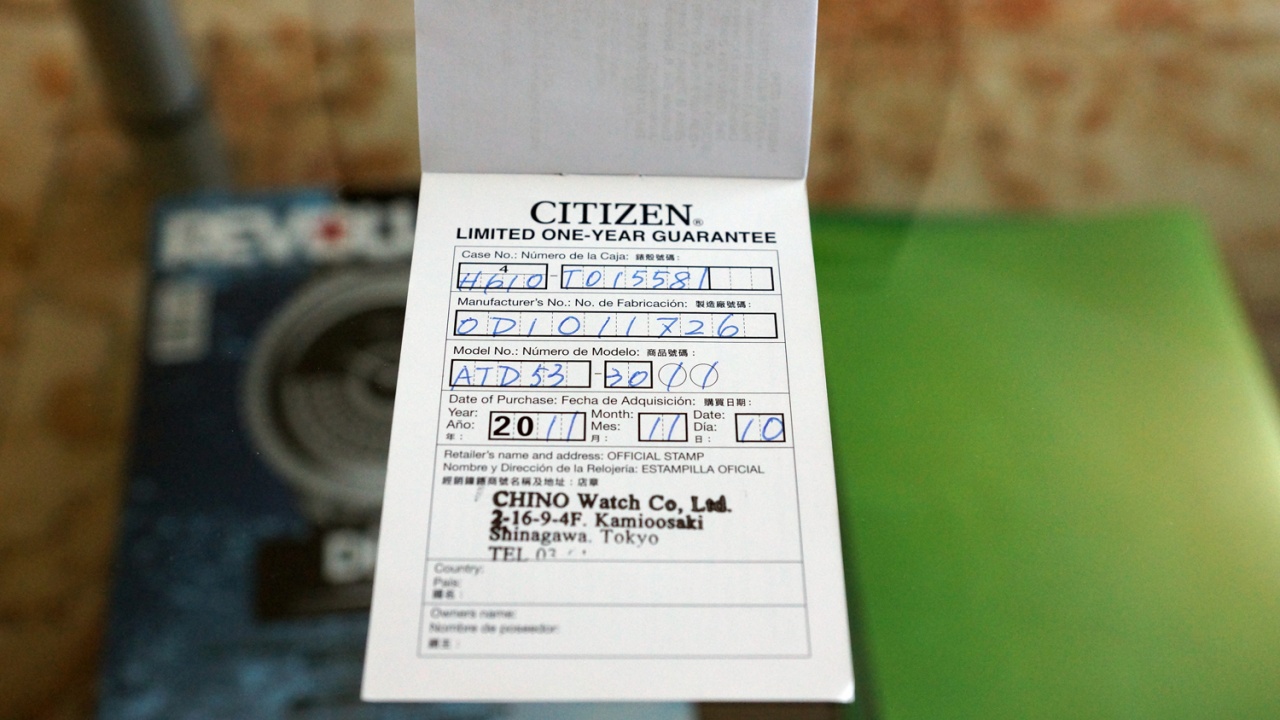 CITIZEN®
LIMITED ONE-YEAR GUARANTEE
Case No.: Número de la Caja: 錶殼號碼:
4
H610-T015581
Manufacturer's No.: No. de Fabricación: 製造廠號碼:
0D1011726
Model No.: Número de Modelo: 商品號碼:
ATD53-30
Date of Purchase: Fecha de Adquisición: 購買日期:
Year: 2011 Month: 11 Date: 10
Año: Mes: Día:
年: 月: 日:
Retailer's name and address: OFFICIAL STAMP
Nombre y Dirección de la Relojería: ESTAMPILLA OFICIAL
經銷鐘錶商號名稱及地址:店章
CHINO Watch Co, Ltd.
2-16-9-4F. Kamioosaki
Shinagawa. Tokyo
TEL 03
Country:
País:
國名:
Owners name:
Nombre de poseedor: